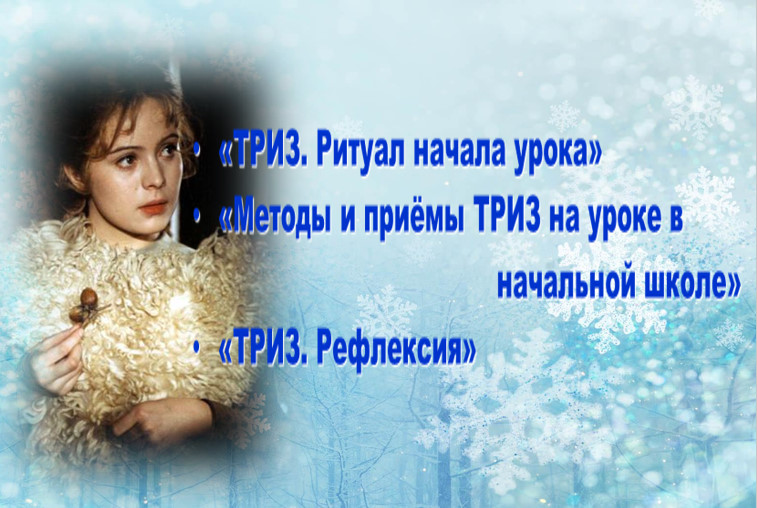 • «ТРИЗ. Ритуал начала урока»
• «Методы и приёмы ТРИЗ на уроке в
начальной школе»
• «ТРИЗ. Рефлексия»